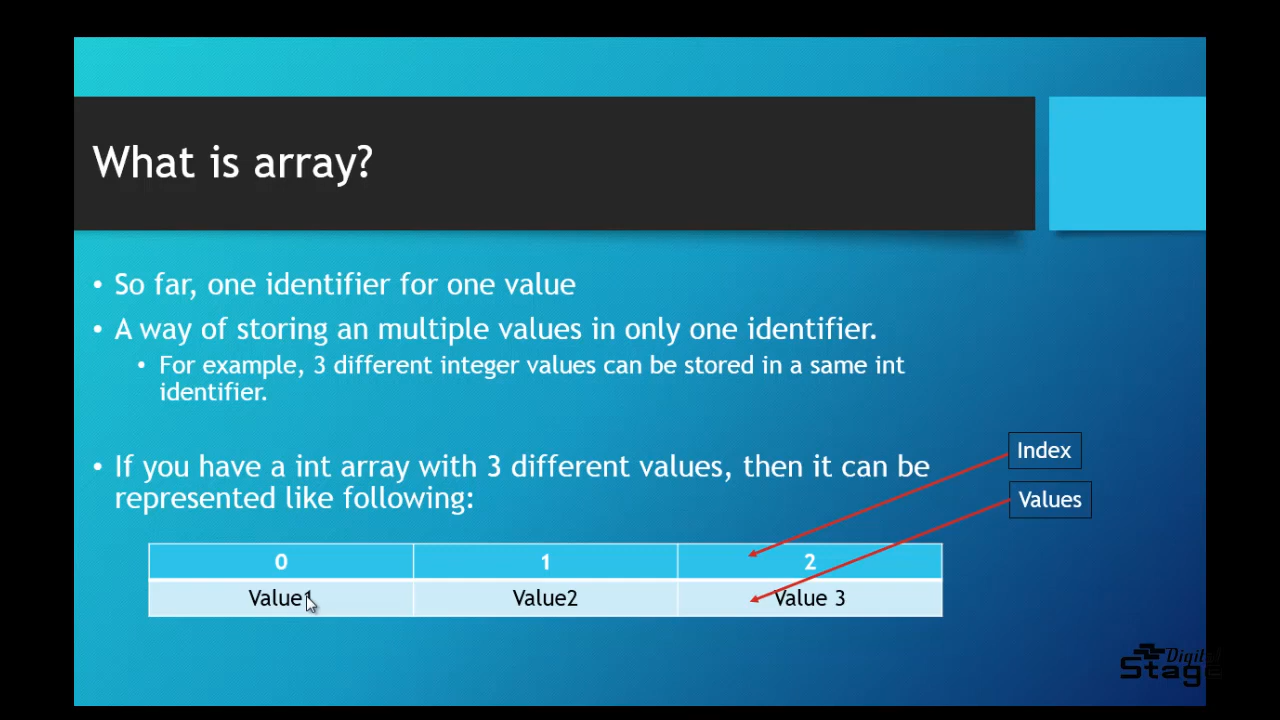 What is array?
• So far, one identifier for one value
• A way of storing an multiple values in only one identifier.
• For example, 3 different integer values can be stored in a same int
identifier.
• If you have a int array with 3 different values, then it can be
represented like following:
Index
Values
0 1 2
Value1 Value2 Value 3
Digital
Stage